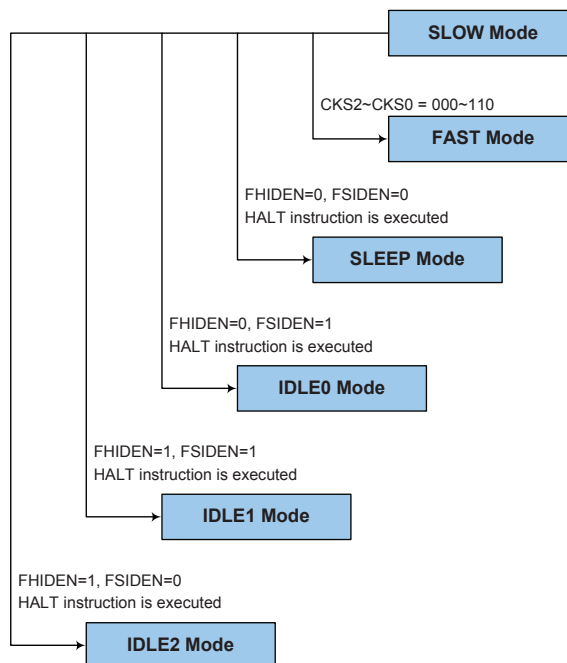 SLOW Mode
CKS2~CKS0 = 000~110
FAST Mode
FHIDEN=0, FSIDEN=0
HALT instruction is executed
SLEEP Mode
FHIDEN=0, FSIDEN=1
HALT instruction is executed
IDLE0 Mode
FHIDEN=1, FSIDEN=1
HALT instruction is executed
IDLE1 Mode
FHIDEN=1, FSIDEN=0
HALT instruction is executed
IDLE2 Mode